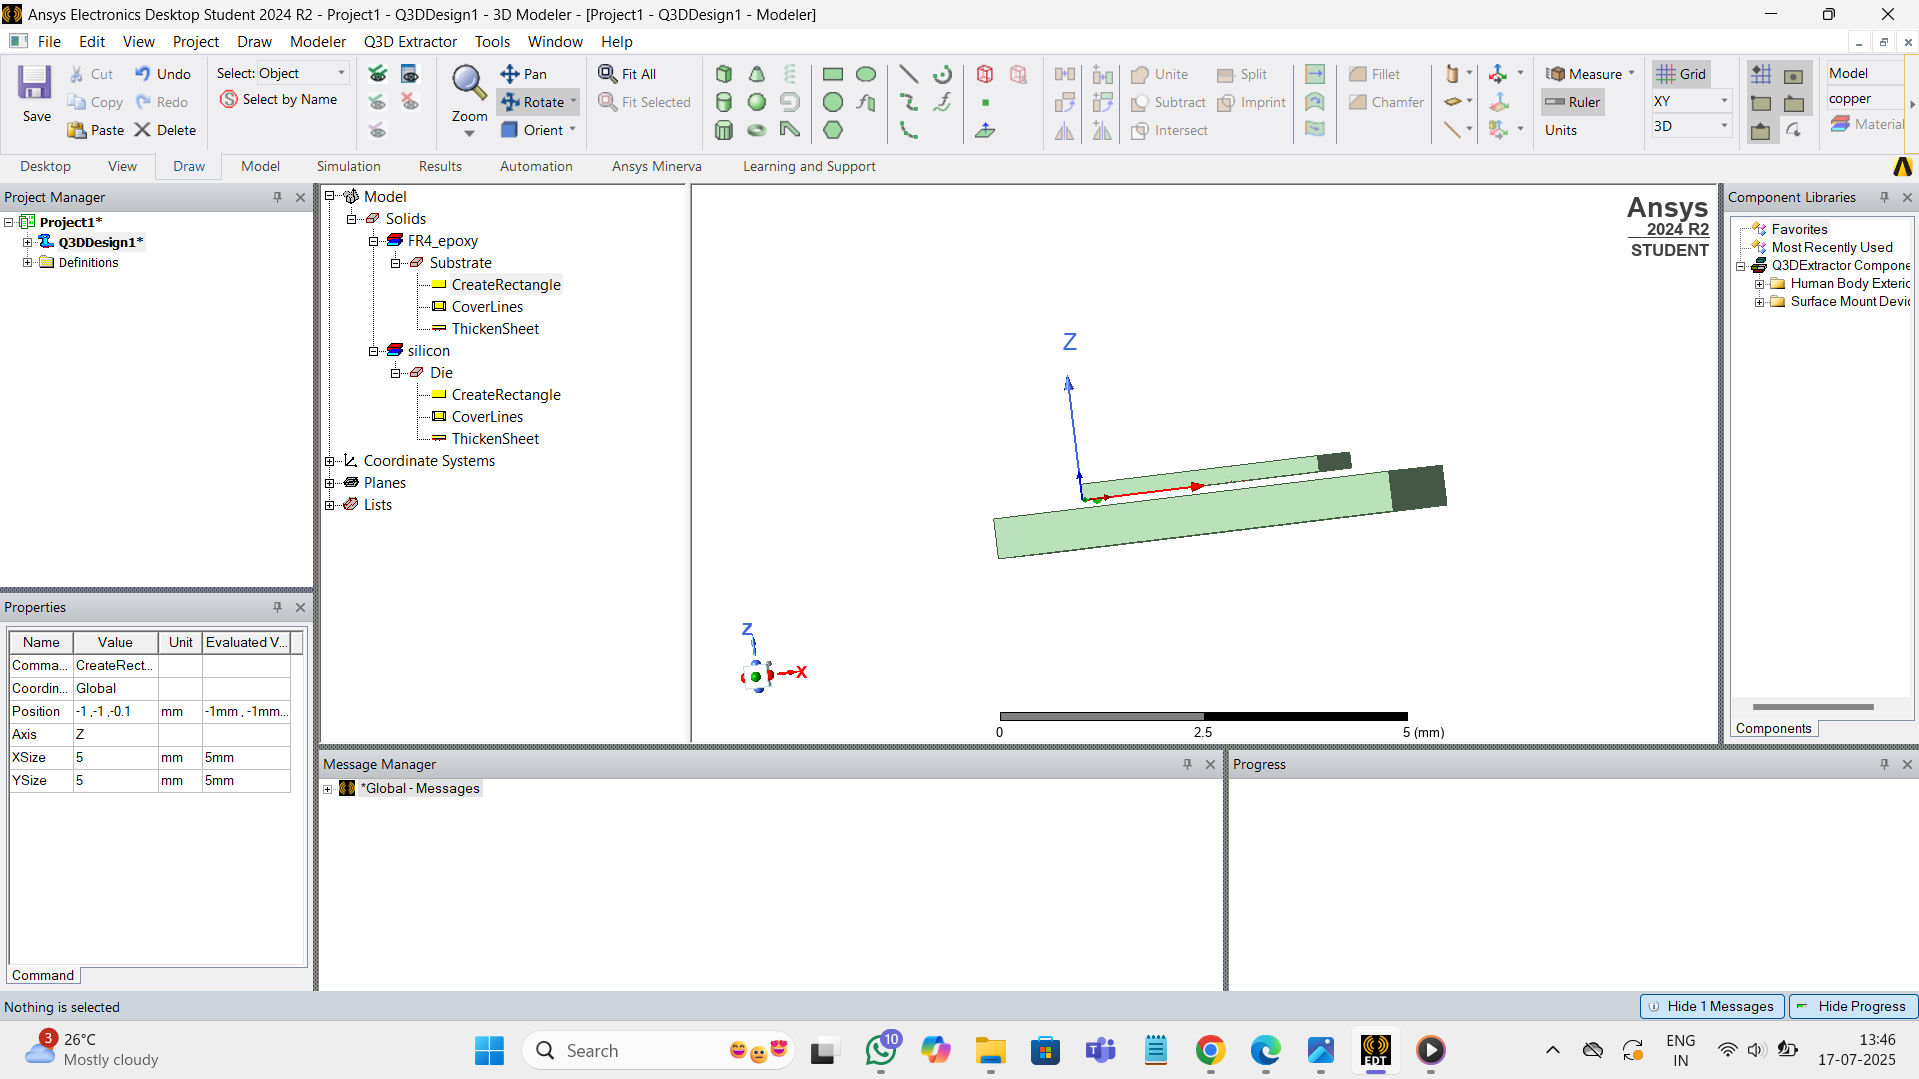 Ansys Electronics Desktop Student 2024 R2 - Project1 - Q3DDesign1 - 3D Modeler - [Project1 - Q3DDesign1 - Modeler]
File Edit View Project Draw Modeler Q3D Extractor Tools Window Help
Save
Cut
Copy
Paste
Undo
Redo
Delete
Select: Object
Select by Name
Zoom
Pan
Rotate
Orient
Fit All
Fit Selected
Unite
Subtract
Intersect
Split
Imprint
Fillet
Chamfer
Measure
Ruler
Units
Grid
XY
3D
Model
copper
Material
Desktop View Draw Model Simulation Results Automation Ansys Minerva Learning and Support
Project Manager
Project1*
Q3DDesign1*
Definitions
Properties
Name Value Unit Evaluated V...
Comma... CreateRect...
Coordin... Global
Position -1 ,-1 ,-0.1 mm -1mm , -1mm...
Axis Z
XSize 5 mm 5mm
YSize 5 mm 5mm
Command
Model
Solids
FR4_epoxy
Substrate
CreateRectangle
CoverLines
ThickenSheet
silicon
Die
CreateRectangle
CoverLines
ThickenSheet
Coordinate Systems
Planes
Lists
Ansys
2024 R2
STUDENT
Z
Z
X
0 2.5 5 (mm)
Component Libraries
Favorites
Most Recently Used
Q3DExtractor Compone
Human Body Exteric
Surface Mount Devi
Components
Message Manager
*Global - Messages
Progress
Nothing is selected
Hide 1 Messages
Hide Progress
3
26°C
Mostly cloudy
Search
10
EDT
ENG
IN
13:46
17-07-2025